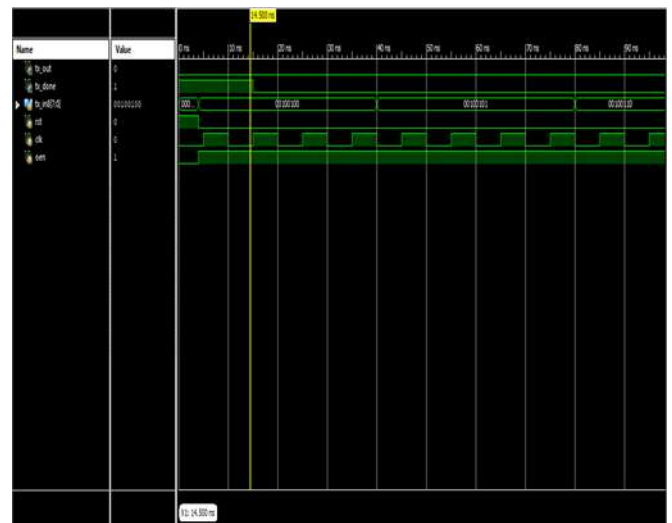 14.500 ns
Name Value 0 ns 10 ns 20 ns 30 ns 40 ns 50 ns 60 ns 70 ns 80 ns 90 ns
tx_out 0
tx_done 1
tx_in8[7:0] 00100100 000... 00100100 00100101 00100110
rst 0
clk 0
oen 1
X1: 14.500 ns